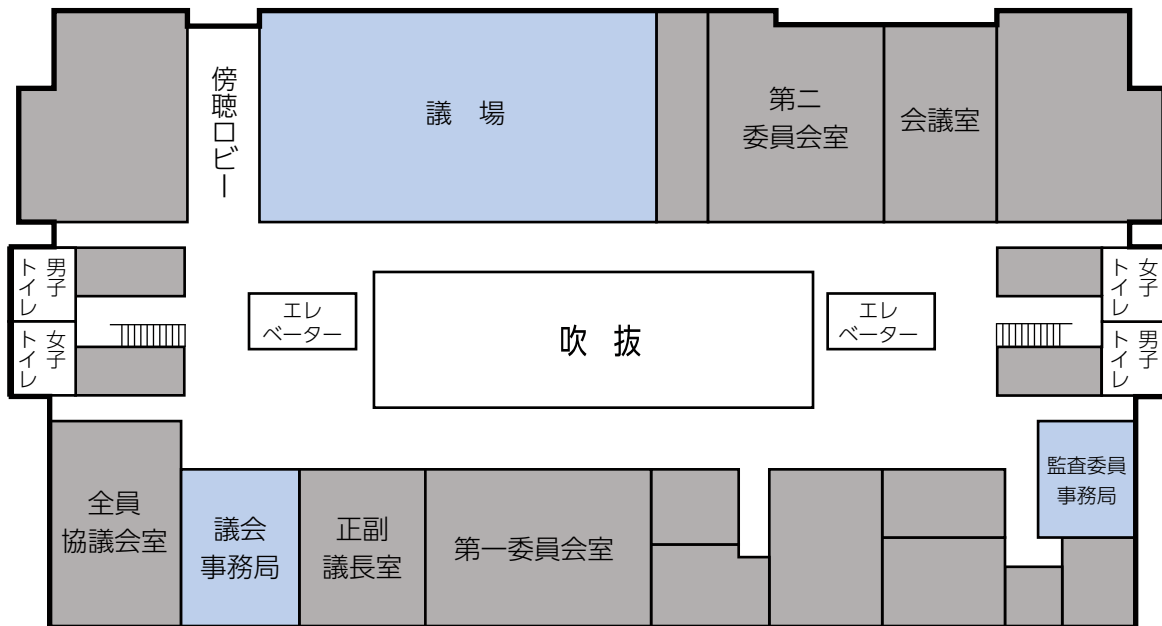 傍聴ロビー
議　場
第二
委員会室
会議室
男子
トイレ
女子
トイレ
エレ
ベーター
吹　抜
エレ
ベーター
女子
トイレ
男子
トイレ
全員
協議会室
議会
事務局
正副
議長室
第一委員会室
監査委員
事務局